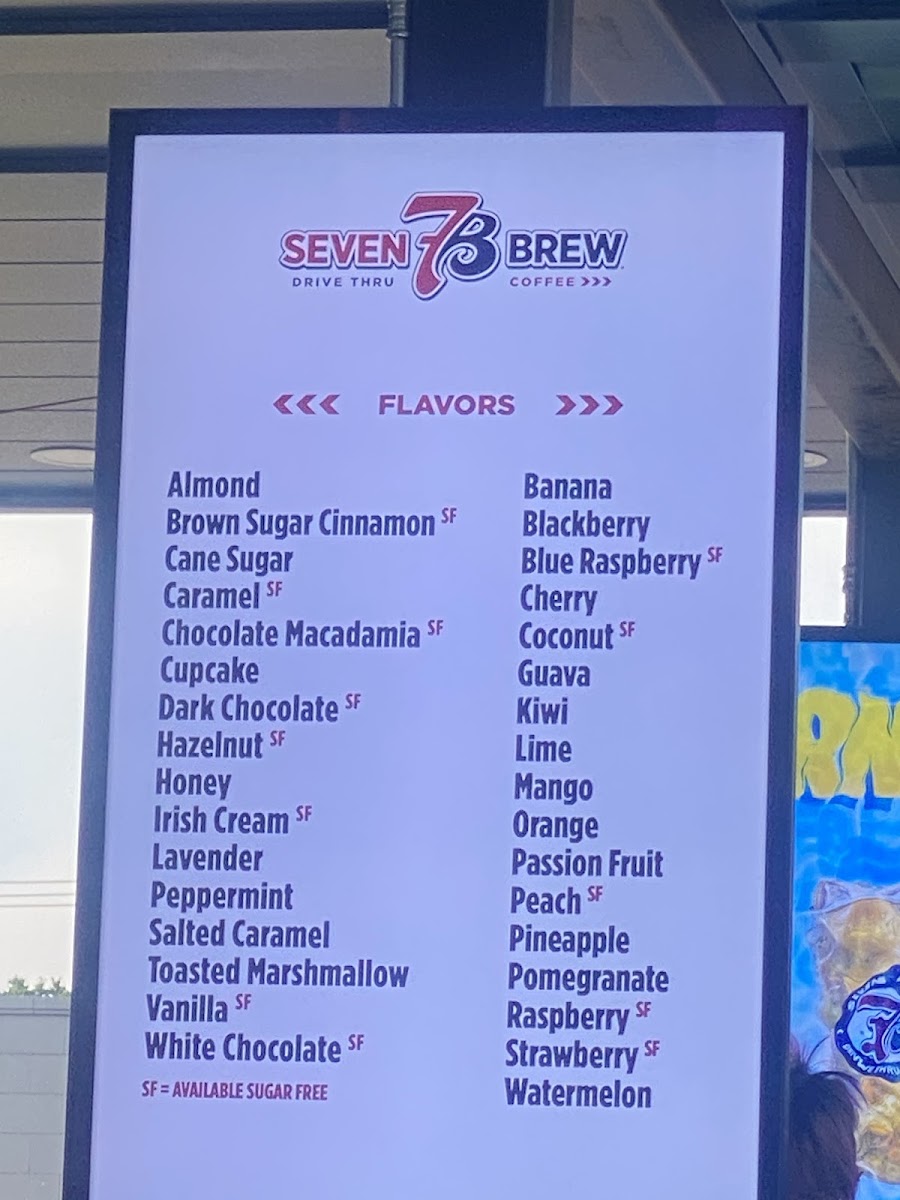 SEVEN 7B BREW
DRIVE THRU COFFEE >>>
<<< FLAVORS >>>
Almond
Brown Sugar Cinnamon SF
Cane Sugar
Caramel SF
Chocolate Macadamia SF
Cupcake
Dark Chocolate SF
Hazelnut SF
Honey
Irish Cream SF
Lavender
Peppermint
Salted Caramel
Toasted Marshmallow
Vanilla SF
White Chocolate SF
SF = AVAILABLE SUGAR FREE
Banana
Blackberry
Blue Raspberry SF
Cherry
Coconut SF
Guava
Kiwi
Lime
Mango
Orange
Passion Fruit
Peach SF
Pineapple
Pomegranate
Raspberry SF
Strawberry SF
Watermelon